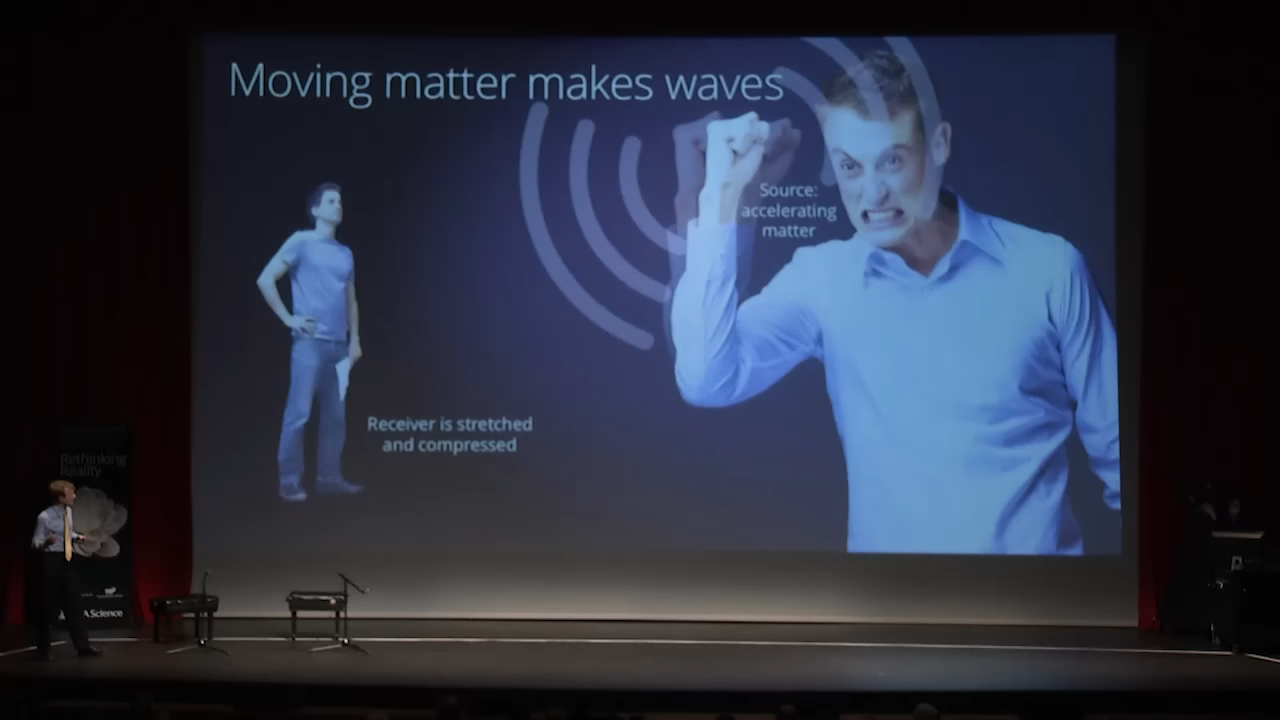 Moving matter makes waves
Source:
accelerating
matter
Receiver is stretched
and compressed
Rethinking
Reality
Science